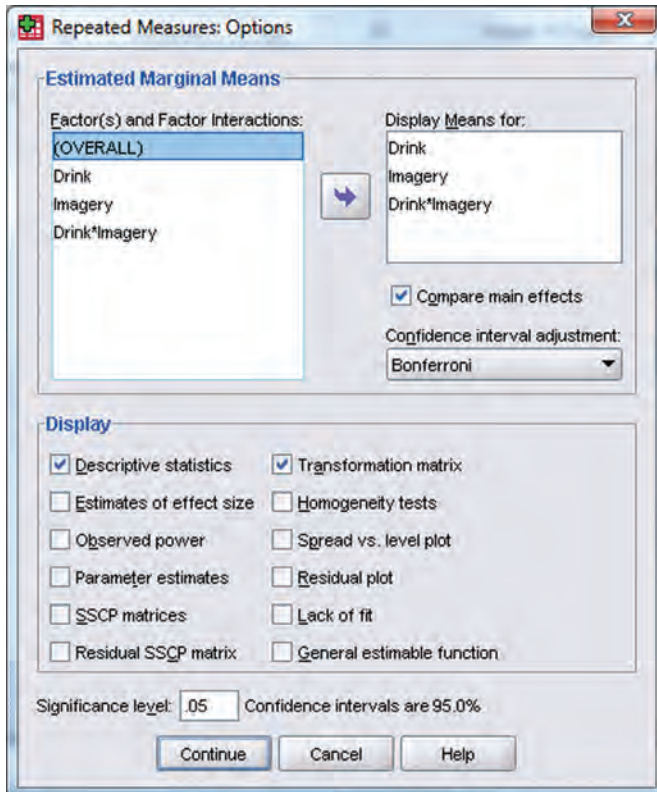 Repeated Measures: Options
Estimated Marginal Means
Factor(s) and Factor Interactions:
(OVERALL)
Drink
Imagery
Drink*Imagery
Display Means for:
Drink
Imagery
Drink*Imagery
Compare main effects
Confidence interval adjustment:
Bonferroni
Display
Descriptive statistics
Transformation matrix
Estimates of effect size
Homogeneity tests
Observed power
Spread vs. level plot
Parameter estimates
Residual plot
SSCP matrices
Lack of fit
Residual SSCP matrix
General estimable function
Significance level: .05 Confidence intervals are 95.0%
Continue Cancel Help